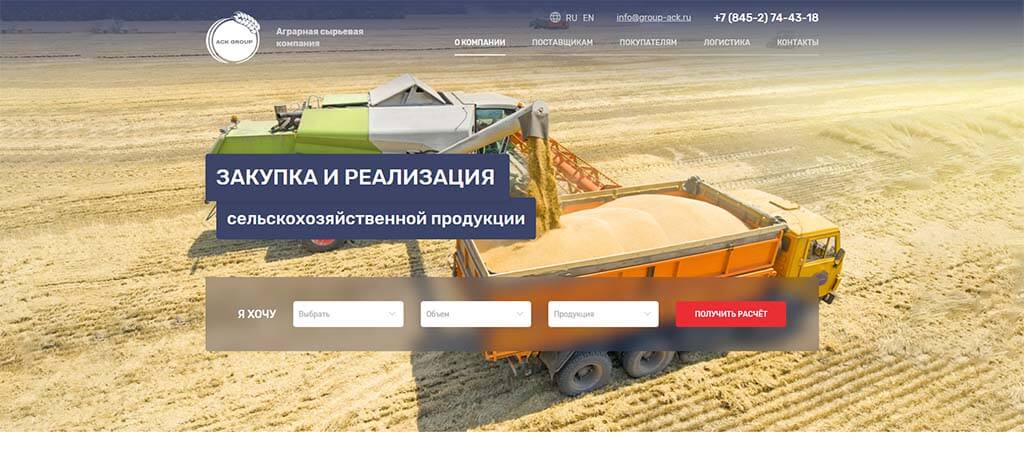 RU EN
info@group-ack.ru
+7 (845-2) 74-43-18
ACK GROUP
Аграрная сырьевая
компания
О КОМПАНИИ
ПОСТАВЩИКАМ
ПОКУПАТЕЛЯМ
ЛОГИСТИКА
КОНТАКТЫ
ЗАКУПКА И РЕАЛИЗАЦИЯ
сельскохозяйственной продукции
Я ХОЧУ
Выбрать
Объем
Продукция
ПОЛУЧИТЬ РАСЧЁТ